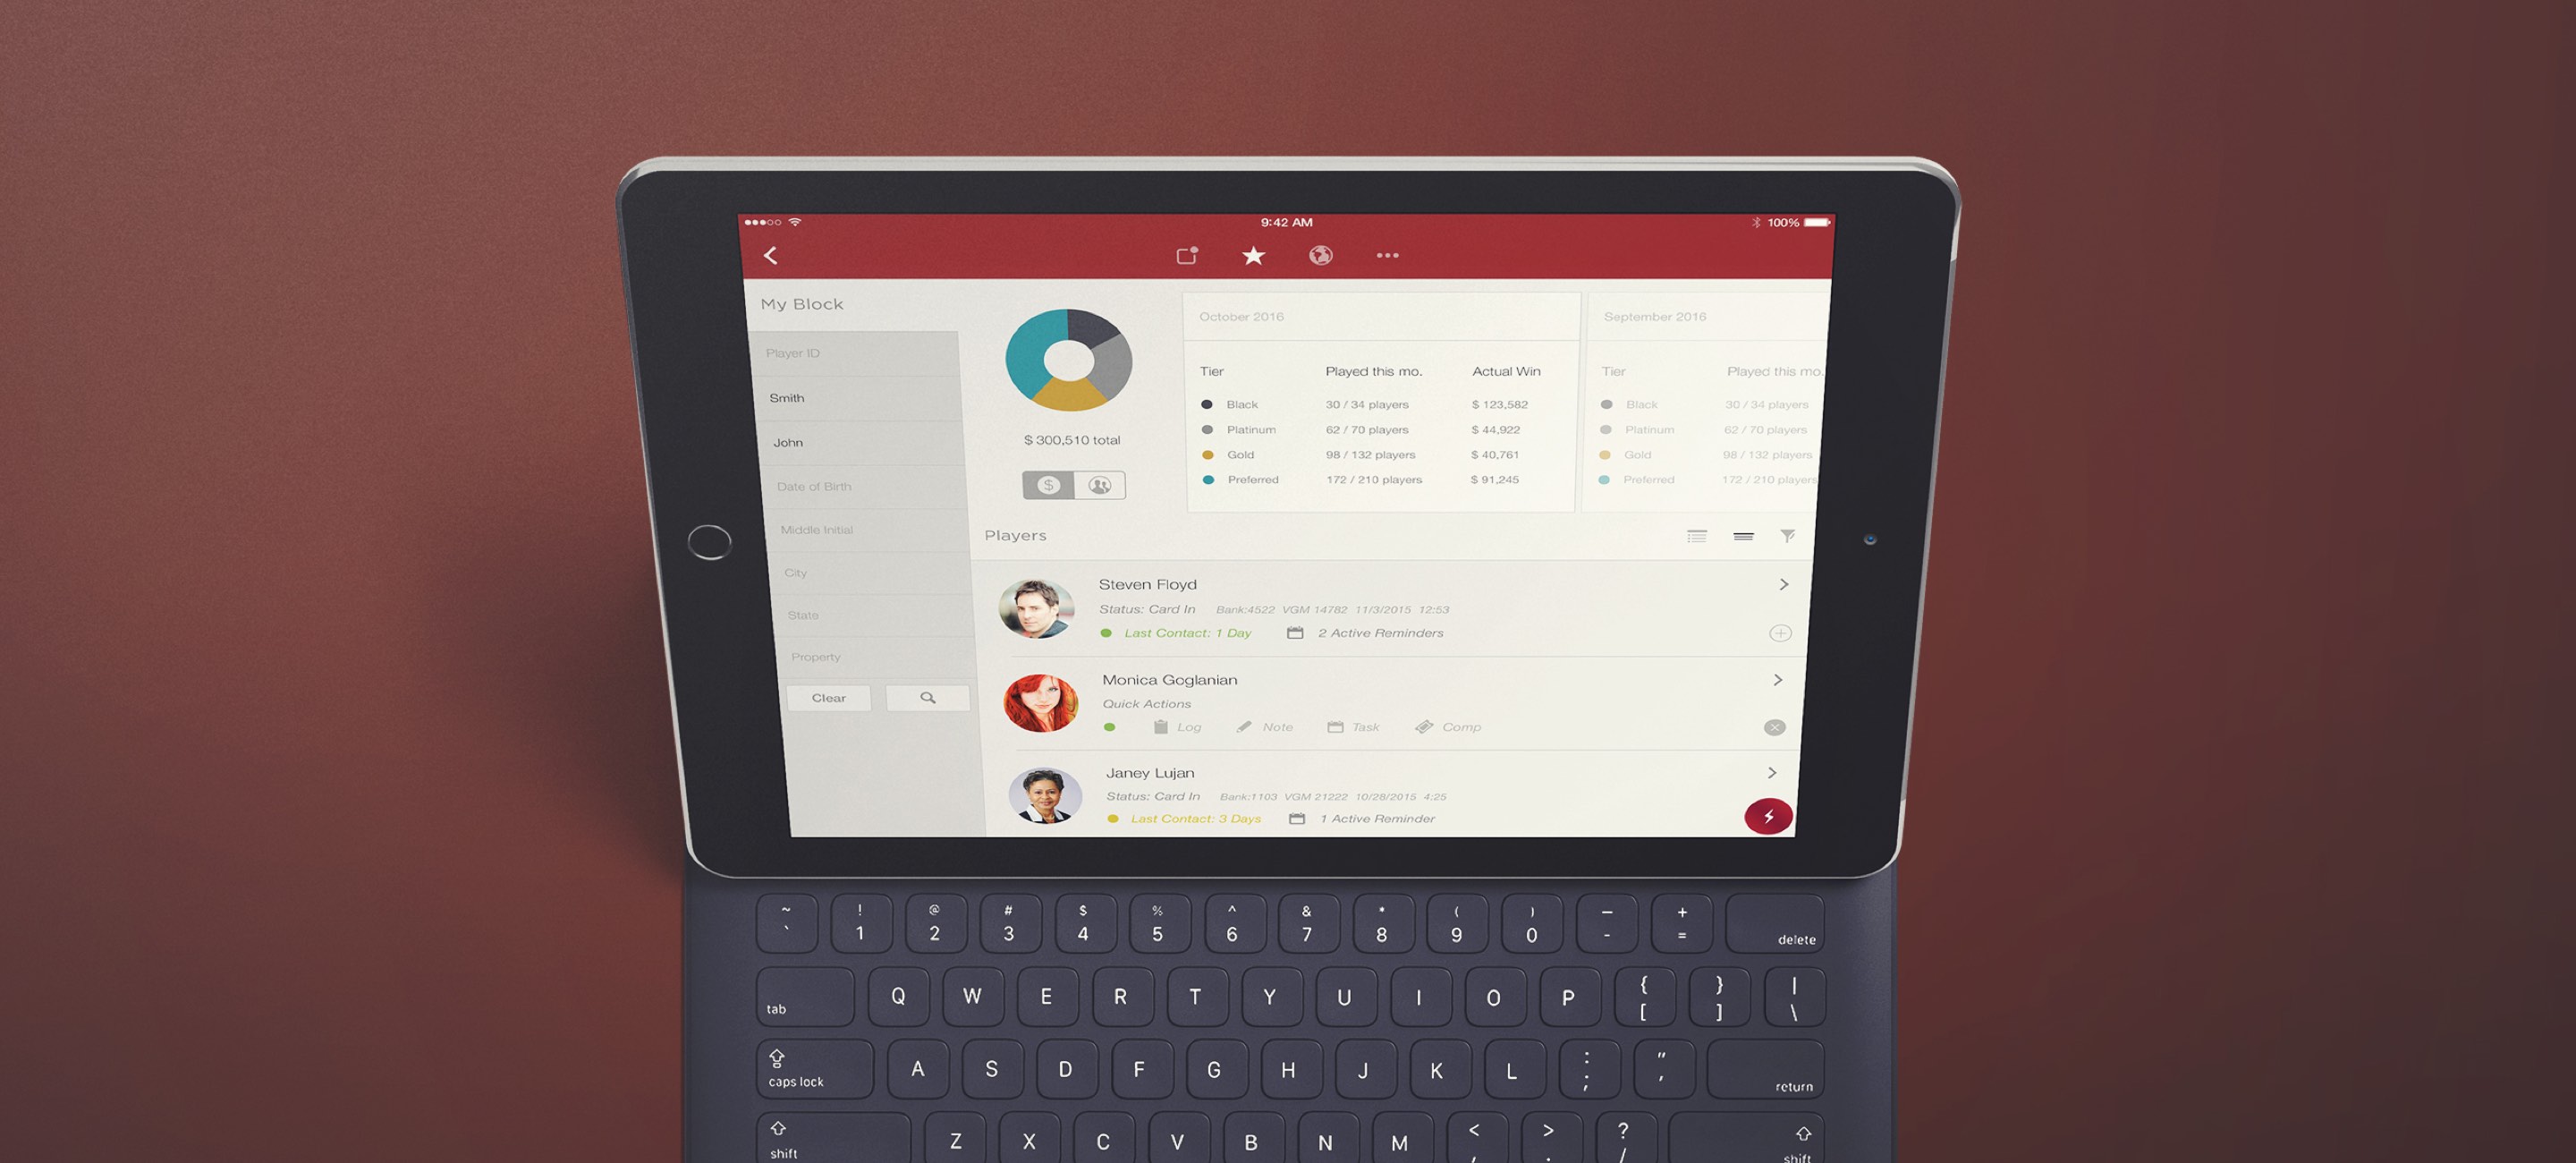 9:42 AM
100%
My Block
Player ID
Smith
John
Date of Birth
Middle Initial
City
State
Property
Clear
$ 300,510 total
$
October 2016
Tier Played this mo. Actual Win
Black 30 / 34 players $ 123,582
Platinum 62 / 70 players $ 44,922
Gold 98 / 132 players $ 40,761
Preferred 172 / 210 players $ 91,245
September 2016
Tier Played this mo.
Black 30 / 34 players
Platinum 62 / 70 players
Gold 98 / 132 players
Preferred 172 / 210 players
Players
Steven Floyd
Status: Card In Bank:4522 VGM 14782 11/3/2015 12:53
Last Contact: 1 Day 2 Active Reminders
Monica Goglanian
Quick Actions
Log Note Task Comp
Janey Lujan
Status: Card In Bank:1103 VGM 21222 10/28/2015 4:25
Last Contact: 3 Days 1 Active Reminder
~ ! @ # $ % ^ & * ( ) — +
` 1 2 3 4 5 6 7 8 9 0 - =
delete
tab Q W E R T Y U I O P { [ } ] | \
caps lock A S D F G H J K L : ; " ' return
shift Z X C V B N M < , > . ? / shift